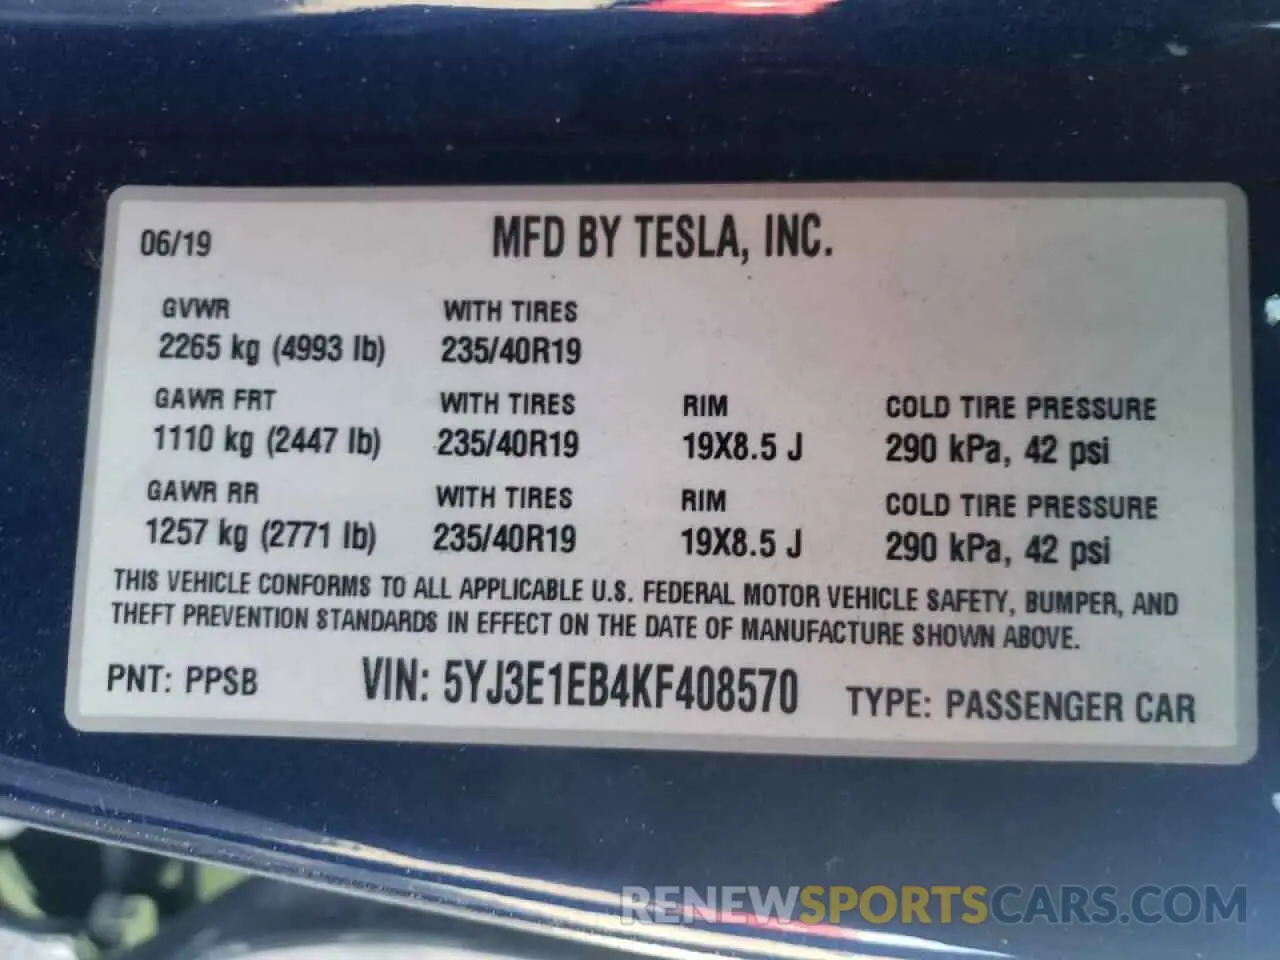 06/19 MFD BY TESLA, INC.
GVWR WITH TIRES
2265 kg (4993 lb) 235/40R19
GAWR FRT WITH TIRES RIM COLD TIRE PRESSURE
1110 kg (2447 lb) 235/40R19 19X8.5 J 290 kPa, 42 psi
GAWR RR WITH TIRES RIM COLD TIRE PRESSURE
1257 kg (2771 lb) 235/40R19 19X8.5 J 290 kPa, 42 psi
THIS VEHICLE CONFORMS TO ALL APPLICABLE U.S. FEDERAL MOTOR VEHICLE SAFETY, BUMPER, AND
THEFT PREVENTION STANDARDS IN EFFECT ON THE DATE OF MANUFACTURE SHOWN ABOVE.
PNT: PPSB VIN: 5YJ3E1EB4KF408570 TYPE: PASSENGER CAR
RENEWSPORTSCARS.COM